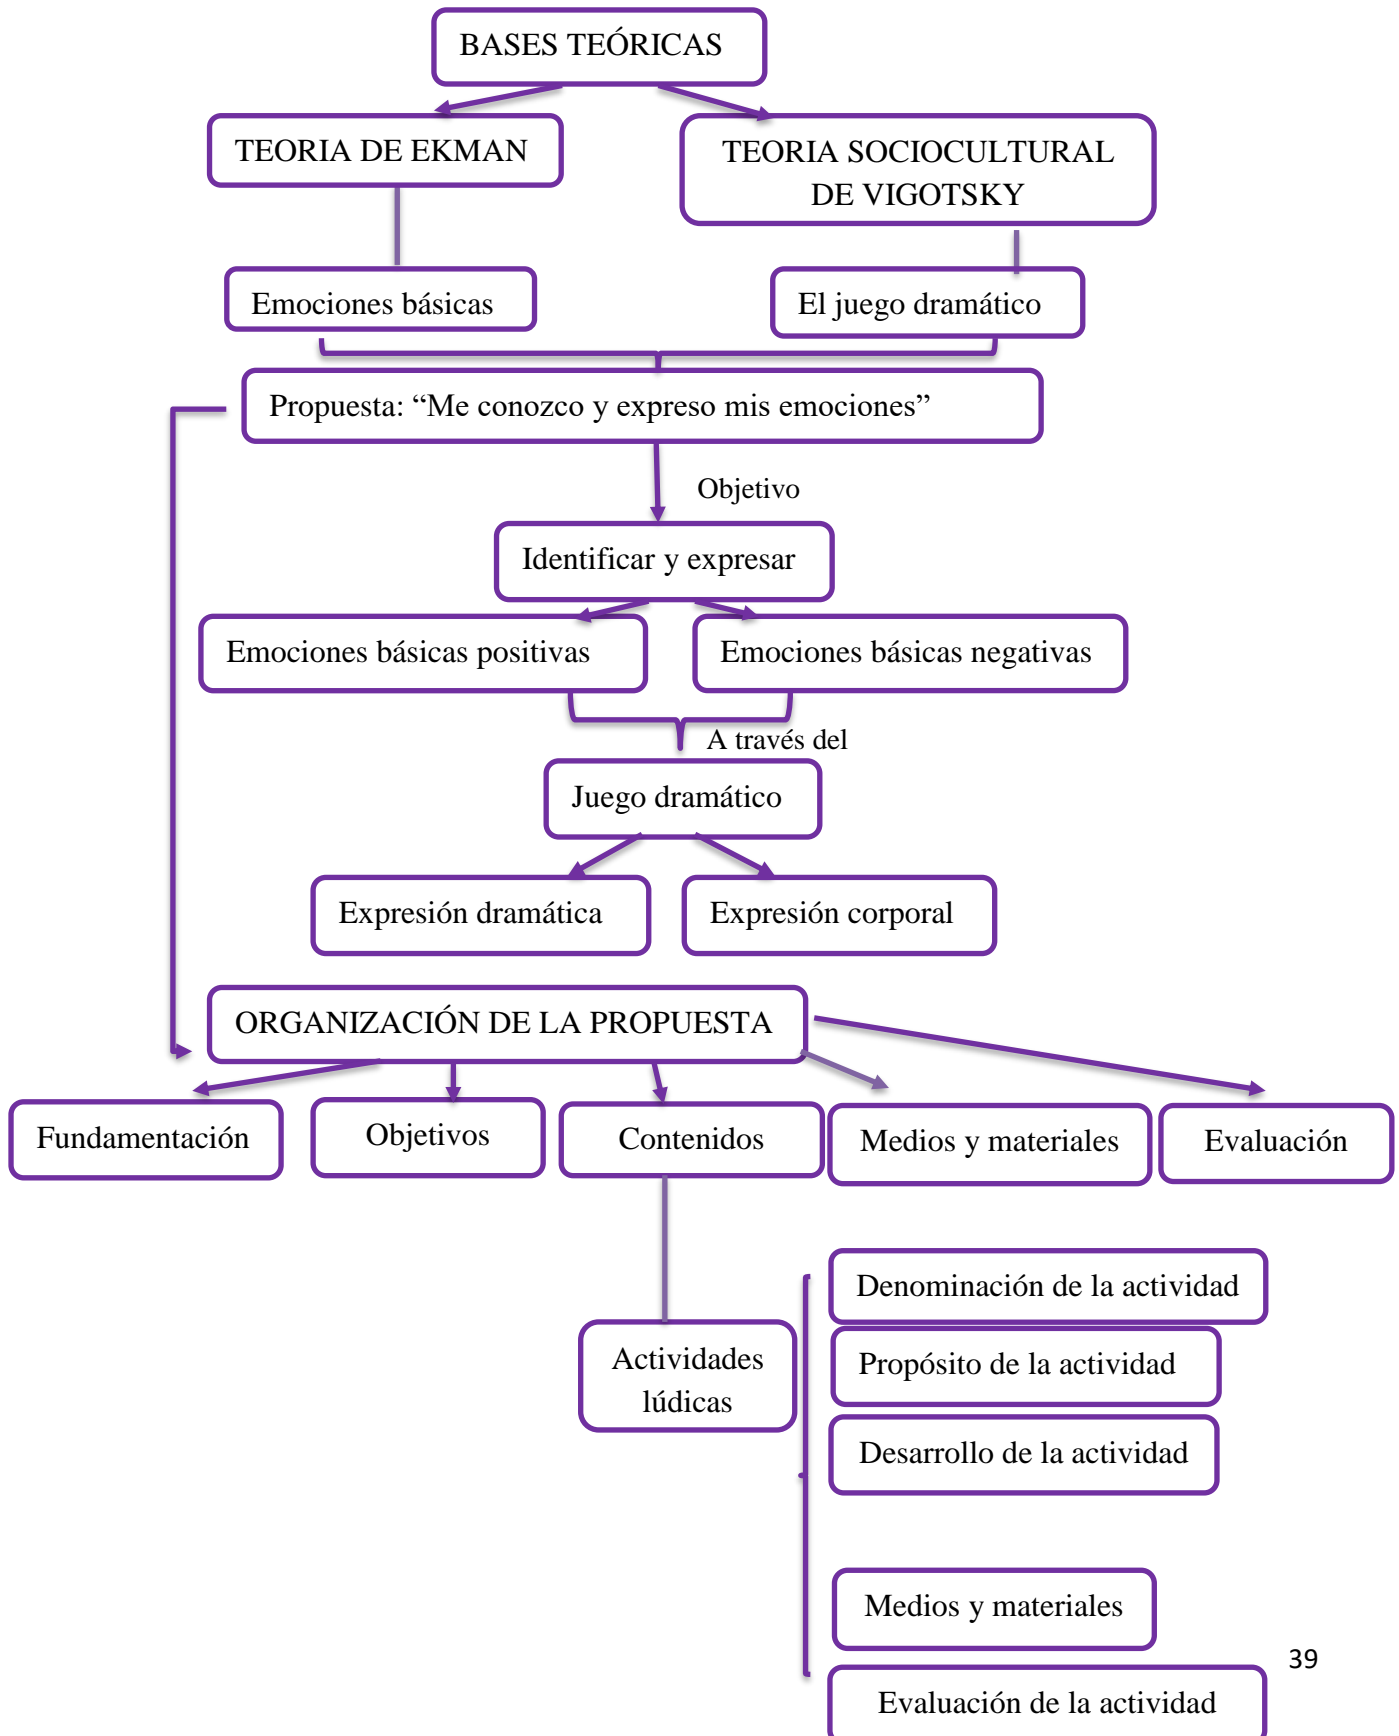 BASES TEÓRICAS
TEORIA DE EKMAN
TEORIA SOCIOCULTURAL
DE VIGOTSKY
Emociones básicas
El juego dramático
Propuesta: “Me conozco y expreso mis emociones”
Objetivo
Identificar y expresar
Emociones básicas positivas
Emociones básicas negativas
A través del
Juego dramático
Expresión dramática
Expresión corporal
ORGANIZACIÓN DE LA PROPUESTA
Fundamentación
Objetivos
Contenidos
Medios y materiales
Evaluación
Actividades
lúdicas
Denominación de la actividad
Propósito de la actividad
Desarrollo de la actividad
Medios y materiales
Evaluación de la actividad
39